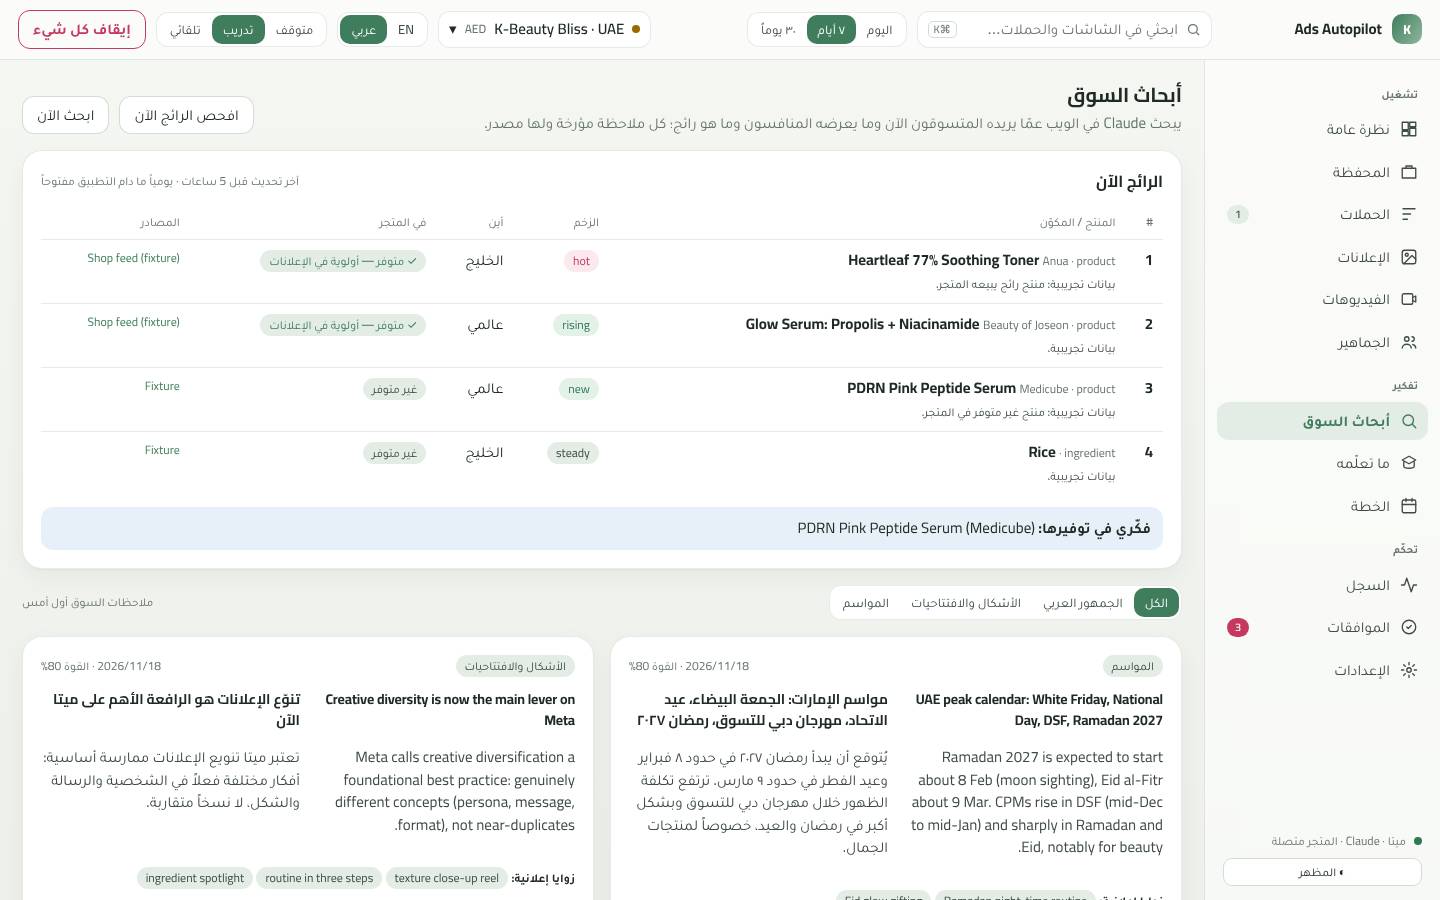 K
Ads Autopilot
ابحثي في الشاشات والحملات...
⌘K
اليوم
٧ أيام
٣٠ يوماً
K-Beauty Bliss · UAE
AED
EN
عربي
متوقف
تدريب
تلقائي
إيقاف كل شيء
تشغيل
نظرة عامة
المحفظة
الحملات
1
الإعلانات
الفيديوهات
الجماهير
تفكير
أبحاث السوق
ما تعلّمه
الخطة
تحكّم
السجل
الموافقات
3
الإعدادات
ميتا · Claude · المتجر متصلة
المظهر
أبحاث السوق
يبحث Claude في الويب عمّا يريده المتسوقون الآن وما يعرضه المنافسون وما هو رائج: كل ملاحظة مؤرخة ولها مصدر.
افحص الرائج الآن
ابحث الآن
الرائج الآن
آخر تحديث قبل 5 ساعات · يومياً ما دام التطبيق مفتوحاً
# المنتج / المكوّن الزخم أين في المتجر المصادر
1 Heartleaf 77% Soothing Toner Anua · product hot الخليج ✓ متوفر — أولوية في الإعلانات Shop feed (fixture)
بيانات تجريبية: منتج رائج يبيعه المتجر.
2 Glow Serum: Propolis + Niacinamide Beauty of Joseon · product rising عالمي ✓ متوفر — أولوية في الإعلانات Shop feed (fixture)
بيانات تجريبية.
3 PDRN Pink Peptide Serum Medicube · product new عالمي غير متوفر Fixture
بيانات تجريبية: منتج غير متوفر في المتجر.
4 Rice · ingredient steady الخليج غير متوفر Fixture
بيانات تجريبية.
فكّري في توفيرها: PDRN Pink Peptide Serum (Medicube)
الكل
الجمهور العربي
الأشكال والافتتاحيات
المواسم
ملاحظات السوق أول أمس
المواسم
2026/11/18 · القوة 80%
UAE peak calendar: White Friday, National
Day, DSF, Ramadan 2027
Ramadan 2027 is expected to start
about 8 Feb (moon sighting), Eid al-Fitr
about 9 Mar. CPMs rise in DSF (mid-Dec
to mid-Jan) and sharply in Ramadan and
Eid, notably for beauty.
مواسم الإمارات: الجمعة البيضاء، عيد
الاتحاد، مهرجان دبي للتسوق، رمضان ٢٠٢٧
يُتوقع أن يبدأ رمضان ٢٠٢٧ في حدود ٨ فبراير
وعيد الفطر في حدود ٩ مارس. ترتفع تكلفة
الظهور خلال مهرجان دبي للتسوق وبشكل
أكبر في رمضان والعيد، خصوصاً لمنتجات
الجمال.
زوايا إعلانية: Ramadan night-time routine Eid glow gifting
الأشكال والافتتاحيات
2026/11/18 · القوة 80%
Creative diversity is now the main lever on
Meta
Meta calls creative diversification a
foundational best practice: genuinely
different concepts (persona, message,
format), not near-duplicates.
تنوّع الإعلانات هو الرافعة الأهم على ميتا
الآن
تعتبر ميتا تنويع الإعلانات ممارسة أساسية:
أفكار مختلفة فعلاً في الشخصية والرسالة
والشكل، لا نسخاً متقاربة.
زوايا إعلانية: texture close-up reel routine in three steps ingredient spotlight